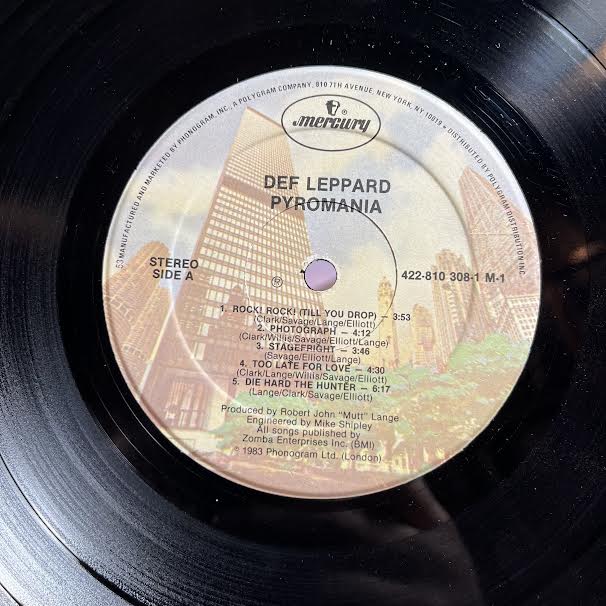 53 MANUFACTURED AND MARKETED BY PHONOGRAM, INC., A POLYGRAM COMPANY, 810 7TH AVENUE, NEW YORK, NY 10019 • DISTRIBUTED BY POLYGRAM DISTRIBUTION INC.
mercury ®
DEF LEPPARD
PYROMANIA
STEREO
SIDE A
℗
422-810 308-1 M-1
1. ROCK! ROCK! (TILL YOU DROP) — 3:53
(Clark/Savage/Lange/Elliott)
2. PHOTOGRAPH — 4:12
(Clark/Willis/Savage/Elliott/Lange)
3. STAGEFRIGHT — 3:46
(Savage/Elliott/Lange)
4. TOO LATE FOR LOVE — 4:30
(Clark/Lange/Willis/Savage/Elliott)
5. DIE HARD THE HUNTER — 6:17
(Lange/Clark/Savage/Elliott)
Produced by Robert John "Mutt" Lange
Engineered by Mike Shipley
All songs published by
Zomba Enterprises Inc. (BMI)
℗ 1983 Phonogram Ltd. (London)